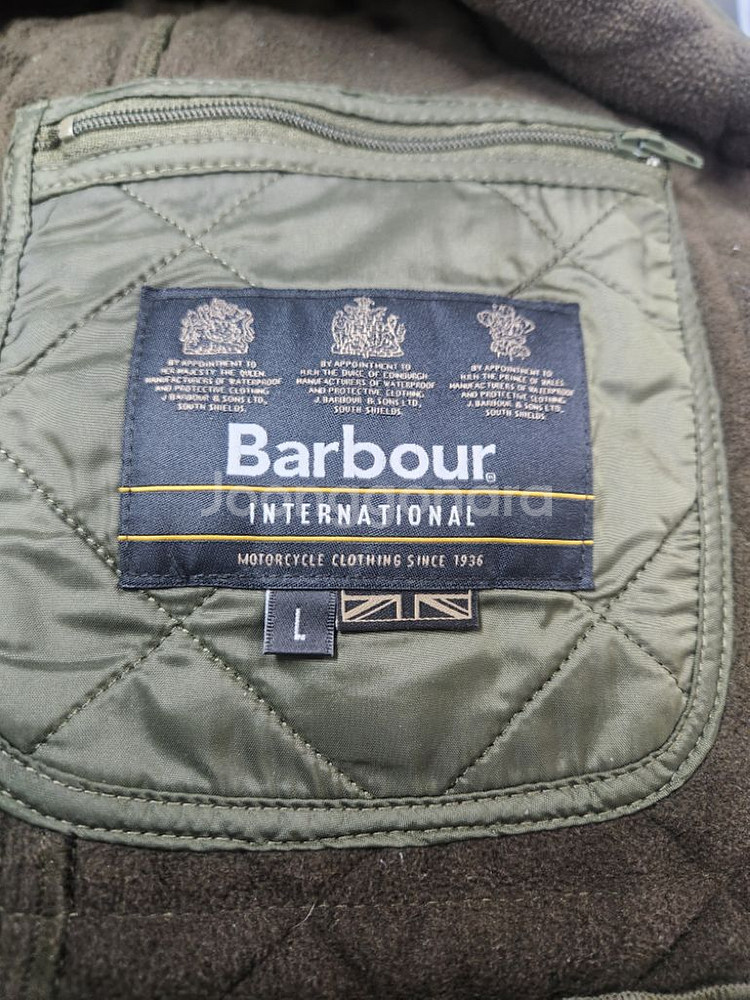 BY APPOINTMENT TO
HER MAJESTY THE QUEEN
MANUFACTURERS OF WATERPROOF
AND PROTECTIVE CLOTHING
J. BARBOUR & SONS LTD,
SOUTH SHIELDS.
BY APPOINTMENT TO
H.R.H. THE DUKE OF EDINBURGH
MANUFACTURERS OF WATERPROOF
AND PROTECTIVE CLOTHING
J. BARBOUR & SONS LTD,
SOUTH SHIELDS.
BY APPOINTMENT TO
H.R.H. THE PRINCE OF WALES
MANUFACTURERS OF WATERPROOF
AND PROTECTIVE CLOTHING
J. BARBOUR & SONS LTD,
SOUTH SHIELDS.
Barbour®
INTERNATIONAL
MOTORCYCLE CLOTHING SINCE 1936
L